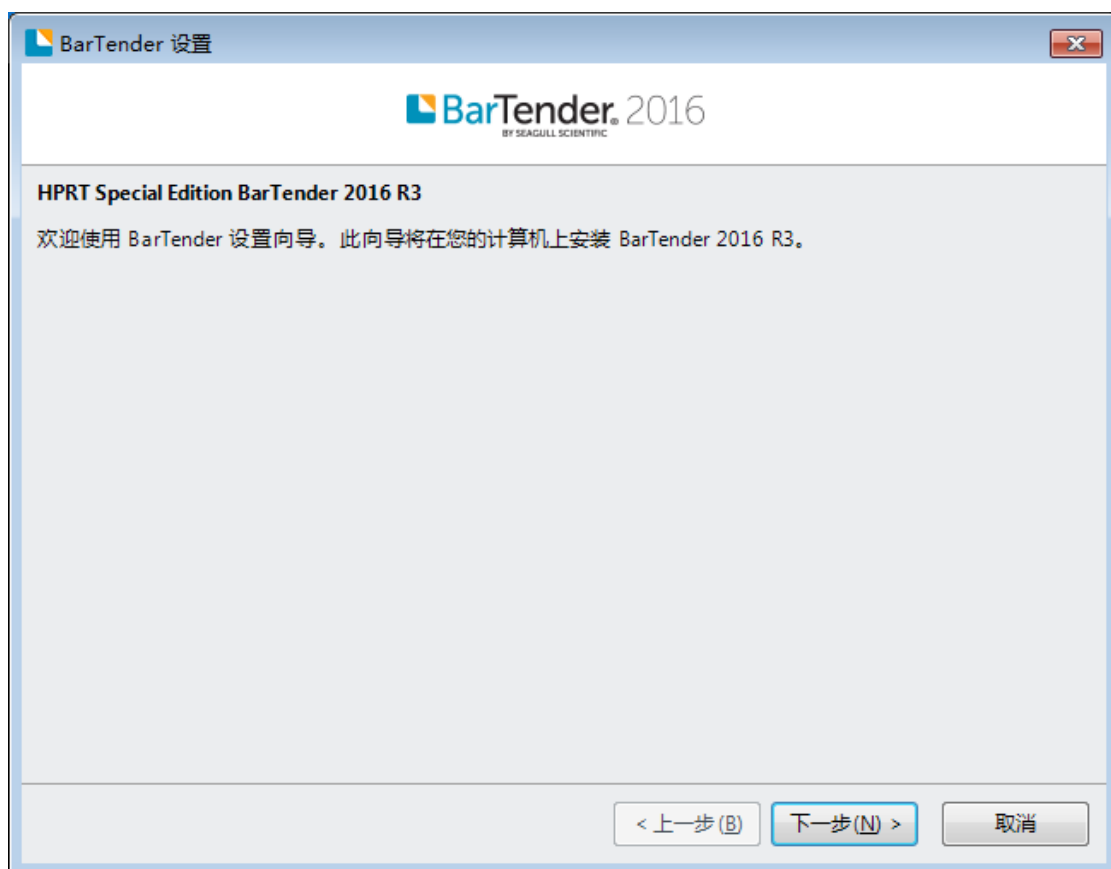 BarTender 设置
BarTender® 2016
BY SEAGULL SCIENTIFIC
HPRT Special Edition BarTender 2016 R3
欢迎使用 BarTender 设置向导。此向导将在您的计算机上安装 BarTender 2016 R3。
< 上一步(B) 下一步(N) > 取消